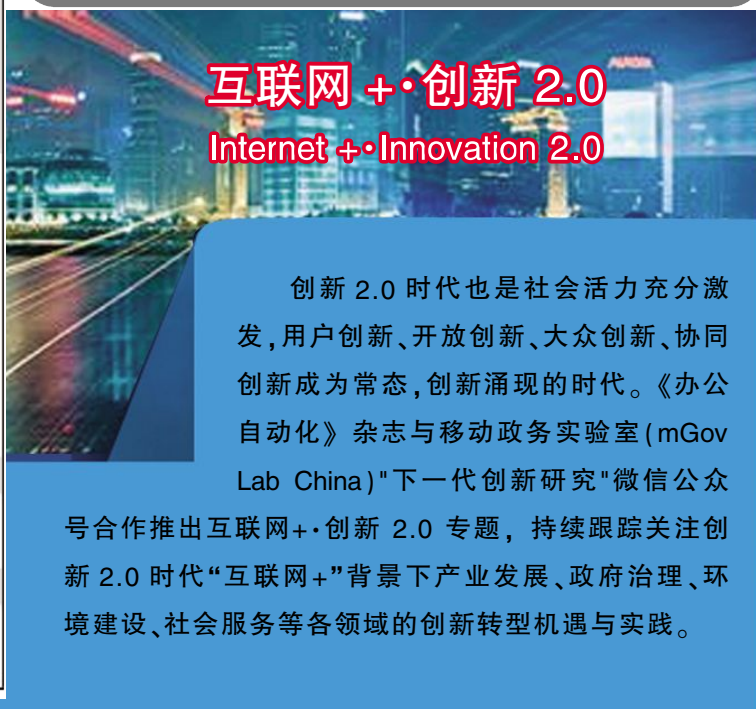 互联网 +·创新 2.0
Internet +·Innovation 2.0
创新 2.0 时代也是社会活力充分激
发,用户创新、开放创新、大众创新、协同
创新成为常态,创新涌现的时代。《办公
自动化》杂志与移动政务实验室(mGov
Lab China)"下一代创新研究"微信公众
号合作推出互联网+·创新 2.0 专题, 持续跟踪关注创
新 2.0 时代“互联网+”背景下产业发展、政府治理、环
境建设、社会服务等各领域的创新转型机遇与实践。